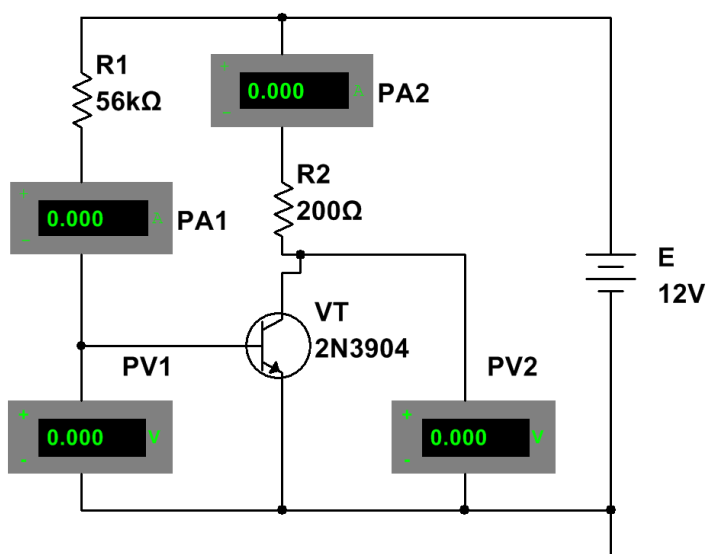 R1
56kΩ
+
0.000 A
-
PA2
+
0.000 A
-
PA1
R2
200Ω
E
12V
VT
2N3904
PV1
PV2
+
0.000 V
-
+
0.000 V
-